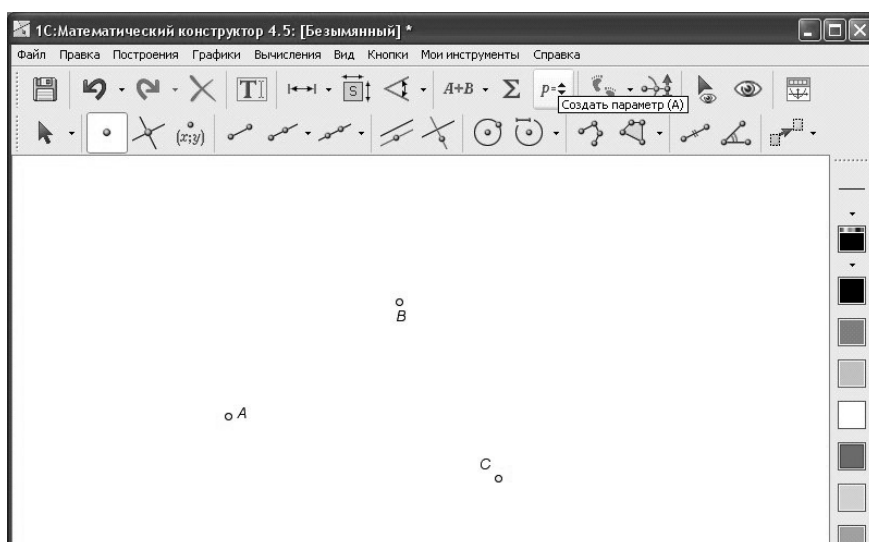 1С:Математический конструктор 4.5: [Безымянный] *
Файл Правка Построения Графики Вычисления Вид Кнопки Мои инструменты Справка
T S A+B Σ p=
Создать параметр (A)
(x;y)
B
A
C